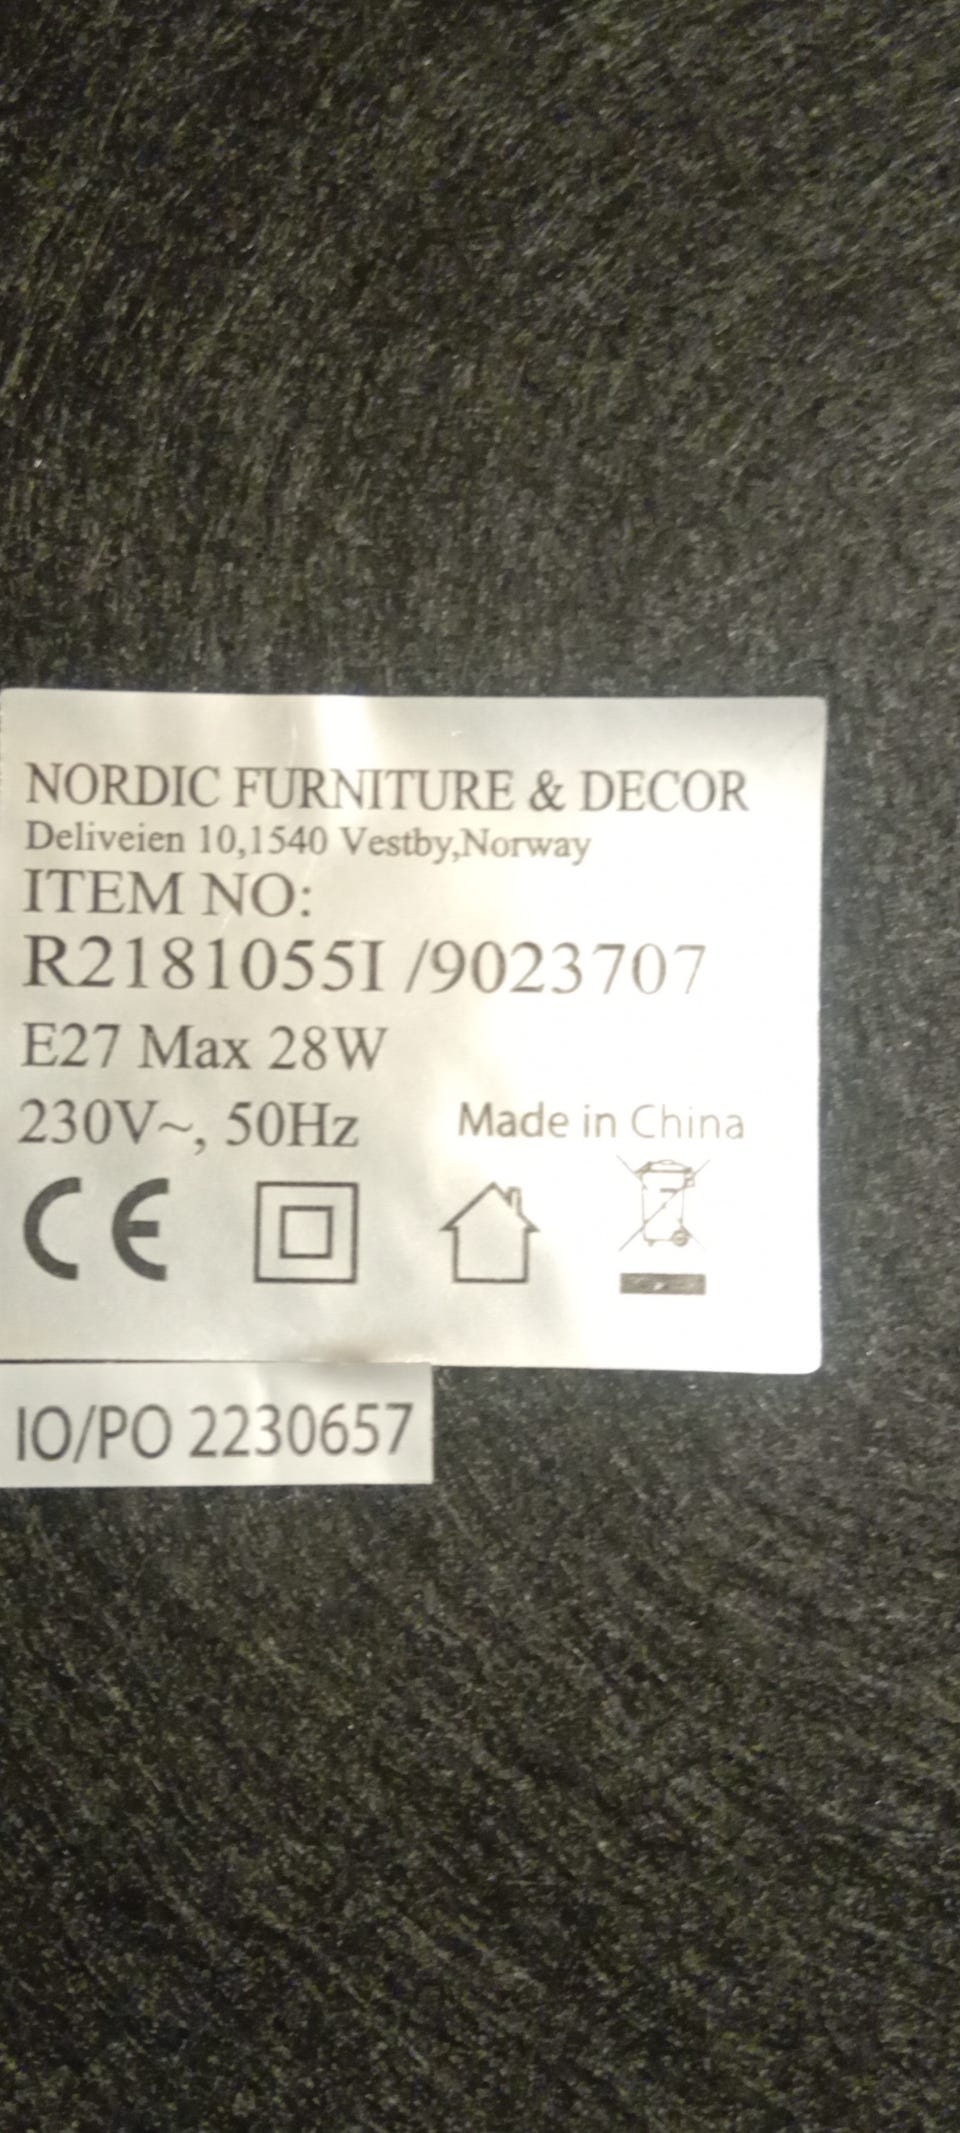 NORDIC FURNITURE & DECOR
Deliveien 10,1540 Vestby,Norway
ITEM NO:
R2181055I /9023707
E27 Max 28W
230V~, 50Hz Made in China
CE
IO/PO 2230657